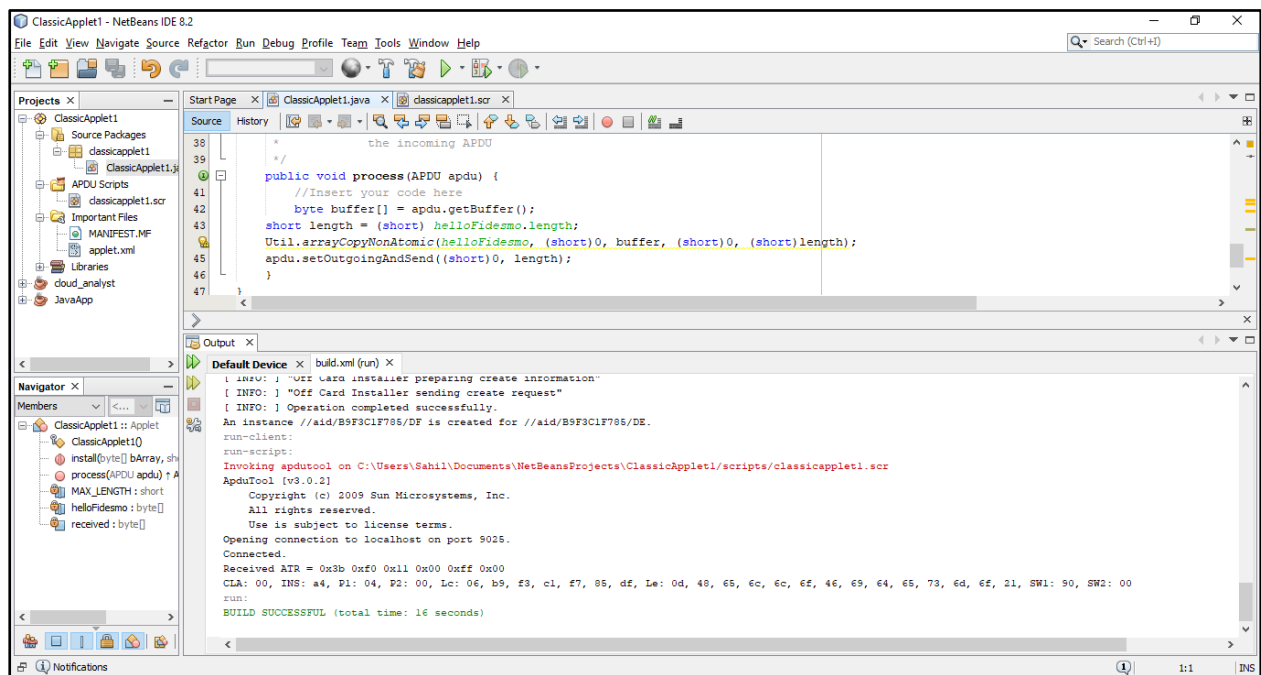 ClassicApplet1 - NetBeans IDE 8.2
File Edit View Navigate Source Refactor Run Debug Profile Team Tools Window Help
Search (Ctrl+I)
Projects
ClassicApplet1
Source Packages
classicapplet1
ClassicApplet1.ja
APDU Scripts
classicapplet1.scr
Important Files
MANIFEST.MF
applet.xml
Libraries
cloud_analyst
JavaApp
Start Page ClassicApplet1.java classicapplet1.scr
Source History
38 * the incoming APDU
39 */
public void process(APDU apdu) {
41 //Insert your code here
42 byte buffer[] = apdu.getBuffer();
43 short length = (short) helloFidesmo.length;
Util.arrayCopyNonAtomic(helloFidesmo, (short)0, buffer, (short)0, (short)length);
45 apdu.setOutgoingAndSend((short)0, length);
46 }
47 }
Navigator
Members <...
ClassicApplet1 :: Applet
ClassicApplet1()
install(byte[] bArray, sh
process(APDU apdu) ↑ A
MAX_LENGTH : short
helloFidesmo : byte[]
received : byte[]
Output
Default Device build.xml (run)
[ INFO: ] "Off Card Installer preparing create information"
[ INFO: ] "Off Card Installer sending create request"
[ INFO: ] Operation completed successfully.
An instance //aid/B9F3C1F785/DF is created for //aid/B9F3C1F785/DE.
run-client:
run-script:
Invoking apdutool on C:\Users\Sahil\Documents\NetBeansProjects\ClassicApplet1/scripts/classicapplet1.scr
ApduTool [v3.0.2]
Copyright (c) 2009 Sun Microsystems, Inc.
All rights reserved.
Use is subject to license terms.
Opening connection to localhost on port 9025.
Connected.
Received ATR = 0x3b 0xf0 0x11 0x00 0xff 0x00
CLA: 00, INS: a4, P1: 04, P2: 00, Lc: 06, b9, f3, c1, f7, 85, df, Le: 0d, 48, 65, 6c, 6c, 6f, 46, 69, 64, 65, 73, 6d, 6f, 21, SW1: 90, SW2: 00
run:
BUILD SUCCESSFUL (total time: 16 seconds)
Notifications
1
1:1
INS